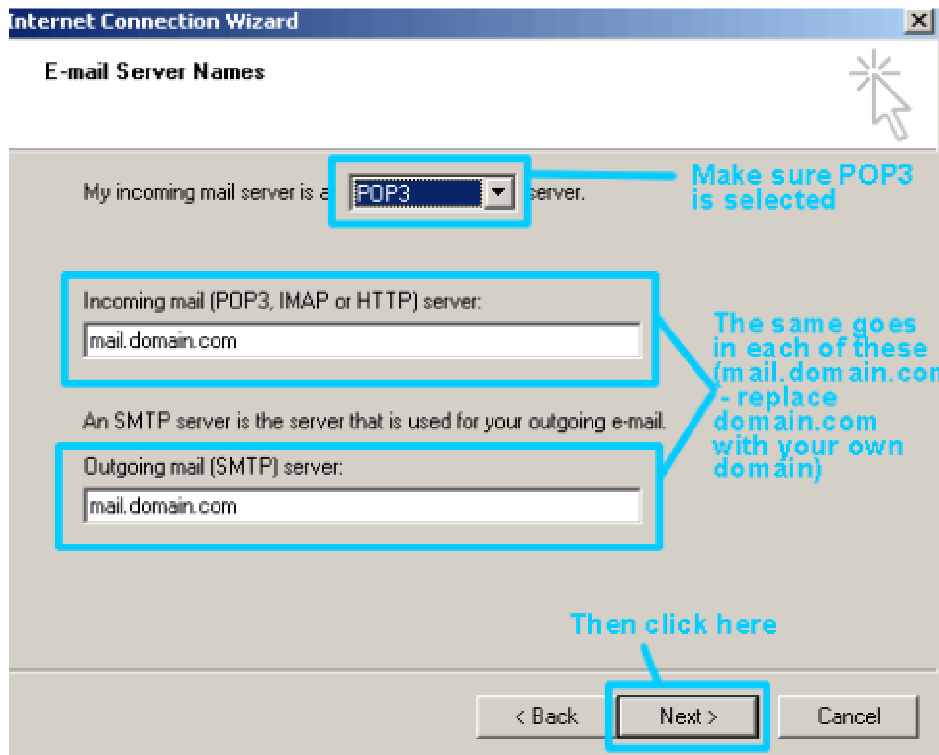 Internet Connection Wizard
E-mail Server Names
My incoming mail server is a POP3 server.
Make sure POP3
is selected
Incoming mail (POP3, IMAP or HTTP) server:
mail.domain.com
The same goes
in each of these
(mail.domain.com
- replace
domain.com
with your own
domain)
An SMTP server is the server that is used for your outgoing e-mail.
Outgoing mail (SMTP) server:
mail.domain.com
Then click here
< Back Next > Cancel